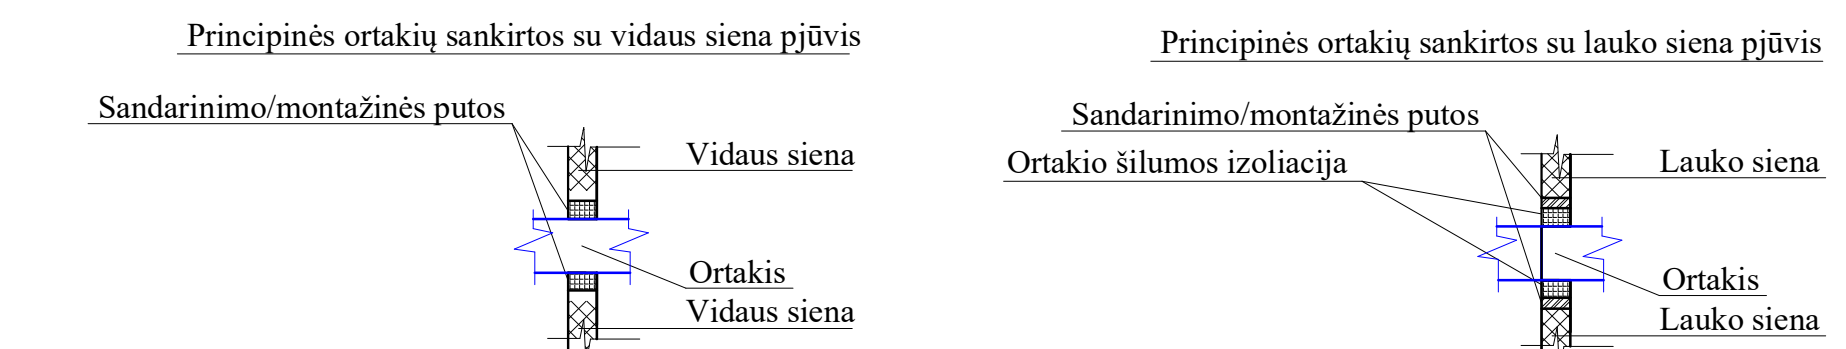 Principinės ortakių sankirtos su vidaus siena pjūvis
Sandarinimo/montažinės putos
Vidaus siena
Ortakis
Vidaus siena
Principinės ortakių sankirtos su lauko siena pjūvis
Sandarinimo/montažinės putos
Ortakio šilumos izoliacija
Lauko siena
Ortakis
Lauko siena